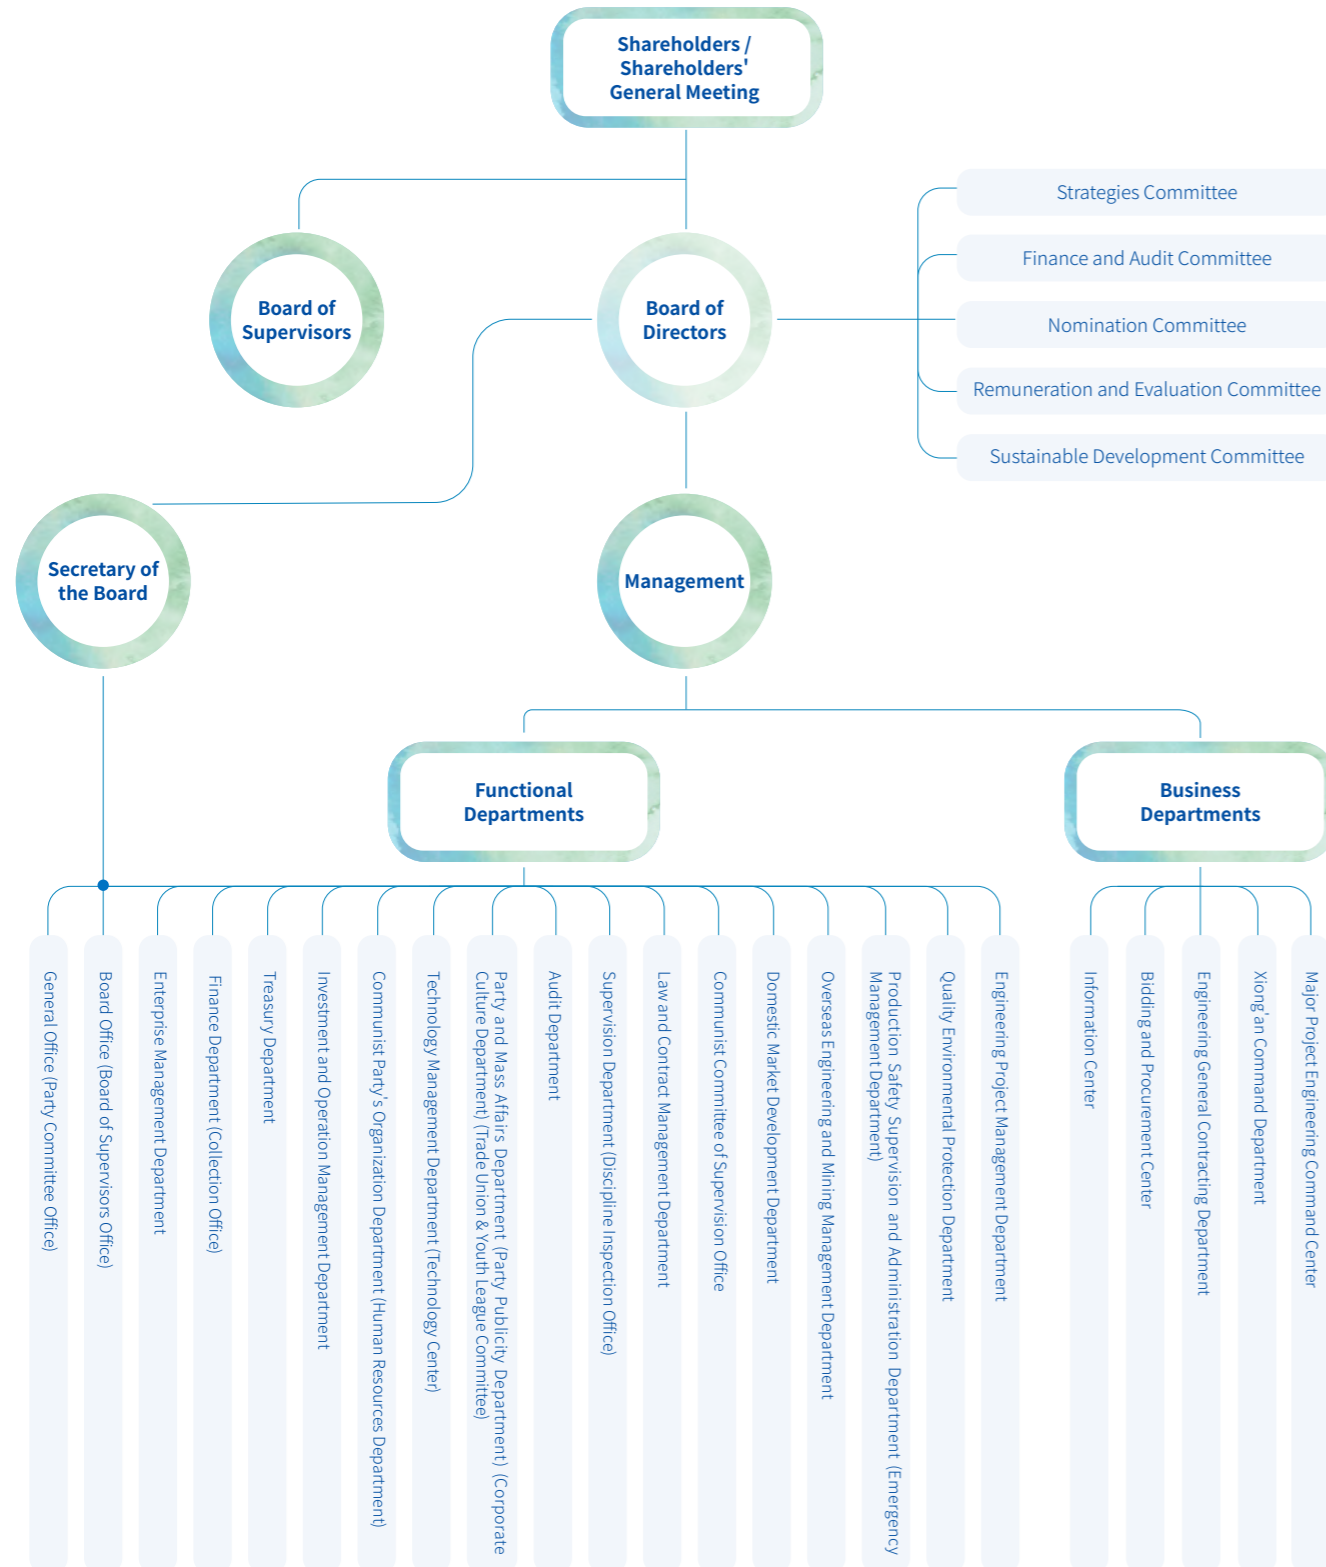 Shareholders /
Shareholders'
General Meeting
Strategies Committee
Finance and Audit Committee
Nomination Committee
Remuneration and Evaluation Committee
Sustainable Development Committee
Board of
Supervisors
Board of
Directors
Secretary of
the Board
Management
Functional
Departments
Business
Departments
General Office (Party Committee Office)
Board Office (Board of Supervisors Office)
Enterprise Management Department
Finance Department (Collection Office)
Treasury Department
Investment and Operation Management Department
Communist Party's Organization Department (Human Resources Department)
Technology Management Department (Technology Center)
Party and Mass Affairs Department (Party Publicity Department) (Corporate
Culture Department) (Trade Union & Youth League Committee)
Audit Department
Supervision Department (Discipline Inspection Office)
Law and Contract Management Department
Communist Committee of Supervision Office
Domestic Market Development Department
Overseas Engineering and Mining Management Department
Production Safety Supervision and Administration Department (Emergency
Management Department)
Quality Environmental Protection Department
Engineering Project Management Department
Information Center
Bidding and Procurement Center
Engineering General Contracting Department
Xiong'an Command Department
Major Project Engineering Command Center